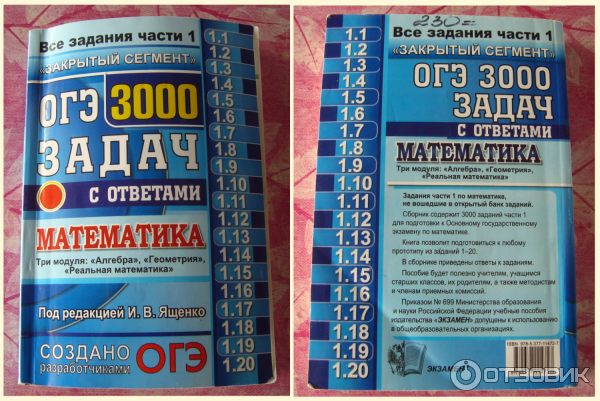 Все задания части 1
«ЗАКРЫТЫЙ СЕГМЕНТ»
ОГЭ 3000
ЗАДАЧ
С ОТВЕТАМИ
МАТЕМАТИКА
Три модуля: «Алгебра», «Геометрия»,
«Реальная математика»
Под редакцией И. В. Ященко
СОЗДАНО
разработчиками ОГЭ
1.1
1.2
1.3
1.4
1.5
1.6
1.7
1.8
1.9
1.10
1.11
1.12
1.13
1.14
1.15
1.16
1.17
1.18
1.19
1.20
230=
Все задания части 1
«ЗАКРЫТЫЙ СЕГМЕНТ»
ОГЭ 3000
ЗАДАЧ
С ОТВЕТАМИ
МАТЕМАТИКА
Три модуля: «Алгебра», «Геометрия»,
«Реальная математика»
Задания части 1 по математике,
не вошедшие в открытый банк заданий.
Сборник содержит 3000 заданий части 1
для подготовки к Основному государственному
экзамену по математике.
Книга позволит подготовиться к любому
прототипу из заданий 1–20.
В сборнике приведены ответы к заданиям.
Пособие будет полезно учителям, учащимся
старших классов, их родителям, а также методистам
и членам приемных комиссий.
Приказом № 699 Министерства образования
и науки Российской Федерации учебные пособия
издательства «ЭКЗАМЕН» допущены к использованию
в общеобразовательных организациях.
1.1
1.2
1.3
1.4
1.5
1.6
1.7
1.8
1.9
1.10
1.11
1.12
1.13
1.14
1.15
1.16
1.17
1.18
1.19
1.20
ЭКЗАМЕН
ОТЗОВИК